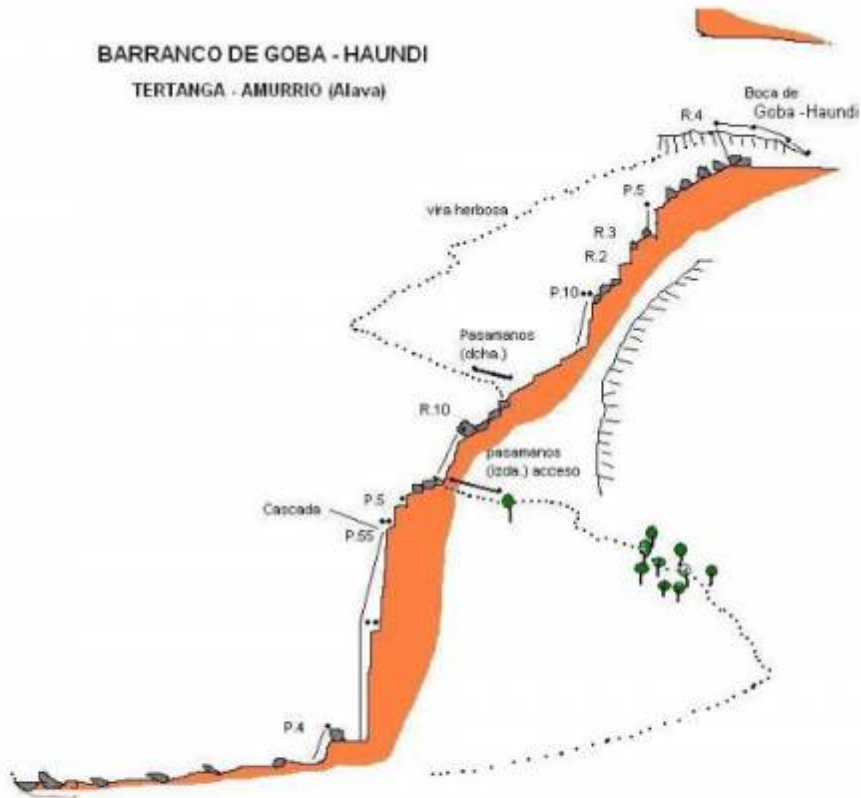 BARRANCO DE GOBA - HAUNDI
TERTANGA - AMURRIO (Alava)
Boca de
Goba -Haundi
R.4
P.5
vira herbosa
R.3
R.2
P.10
Pasamanos
(dcha.)
R.10
pasamanos
(izda.) acceso
P.5
Cascada
P.55
P.4